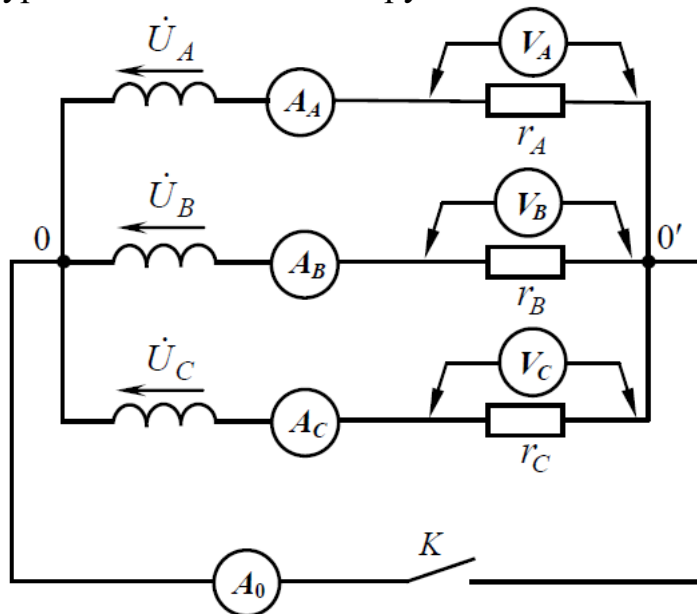 U̇_A
A_A
V_A
r_A
U̇_B
0
A_B
V_B
0′
r_B
U̇_C
A_C
V_C
r_C
K
A_0